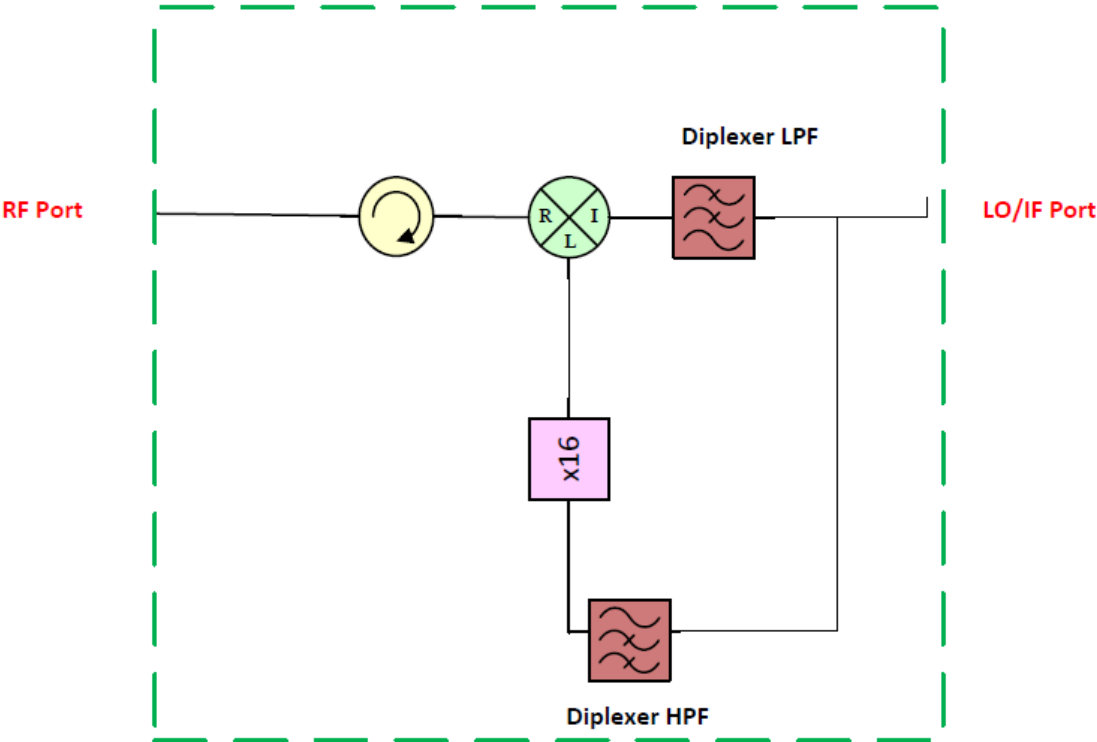 Diplexer LPF
RF Port
R
I
L
LO/IF Port
x16
Diplexer HPF